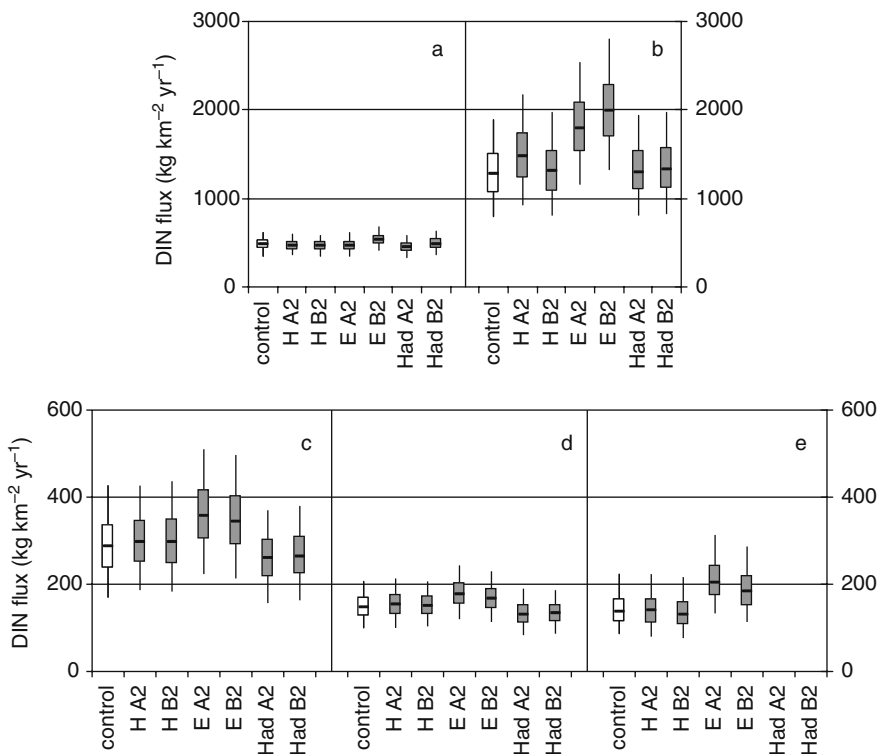 DIN flux (kg km⁻² yr⁻¹)
3000
2000
1000
0
a
b
3000
2000
1000
0
control
H A2
H B2
E A2
E B2
Had A2
Had B2
control
H A2
H B2
E A2
E B2
Had A2
Had B2
DIN flux (kg km⁻² yr⁻¹)
600
400
200
0
c
d
e
600
400
200
0
control
H A2
H B2
E A2
E B2
Had A2
Had B2
control
H A2
H B2
E A2
E B2
Had A2
Had B2
control
H A2
H B2
E A2
E B2
Had A2
Had B2